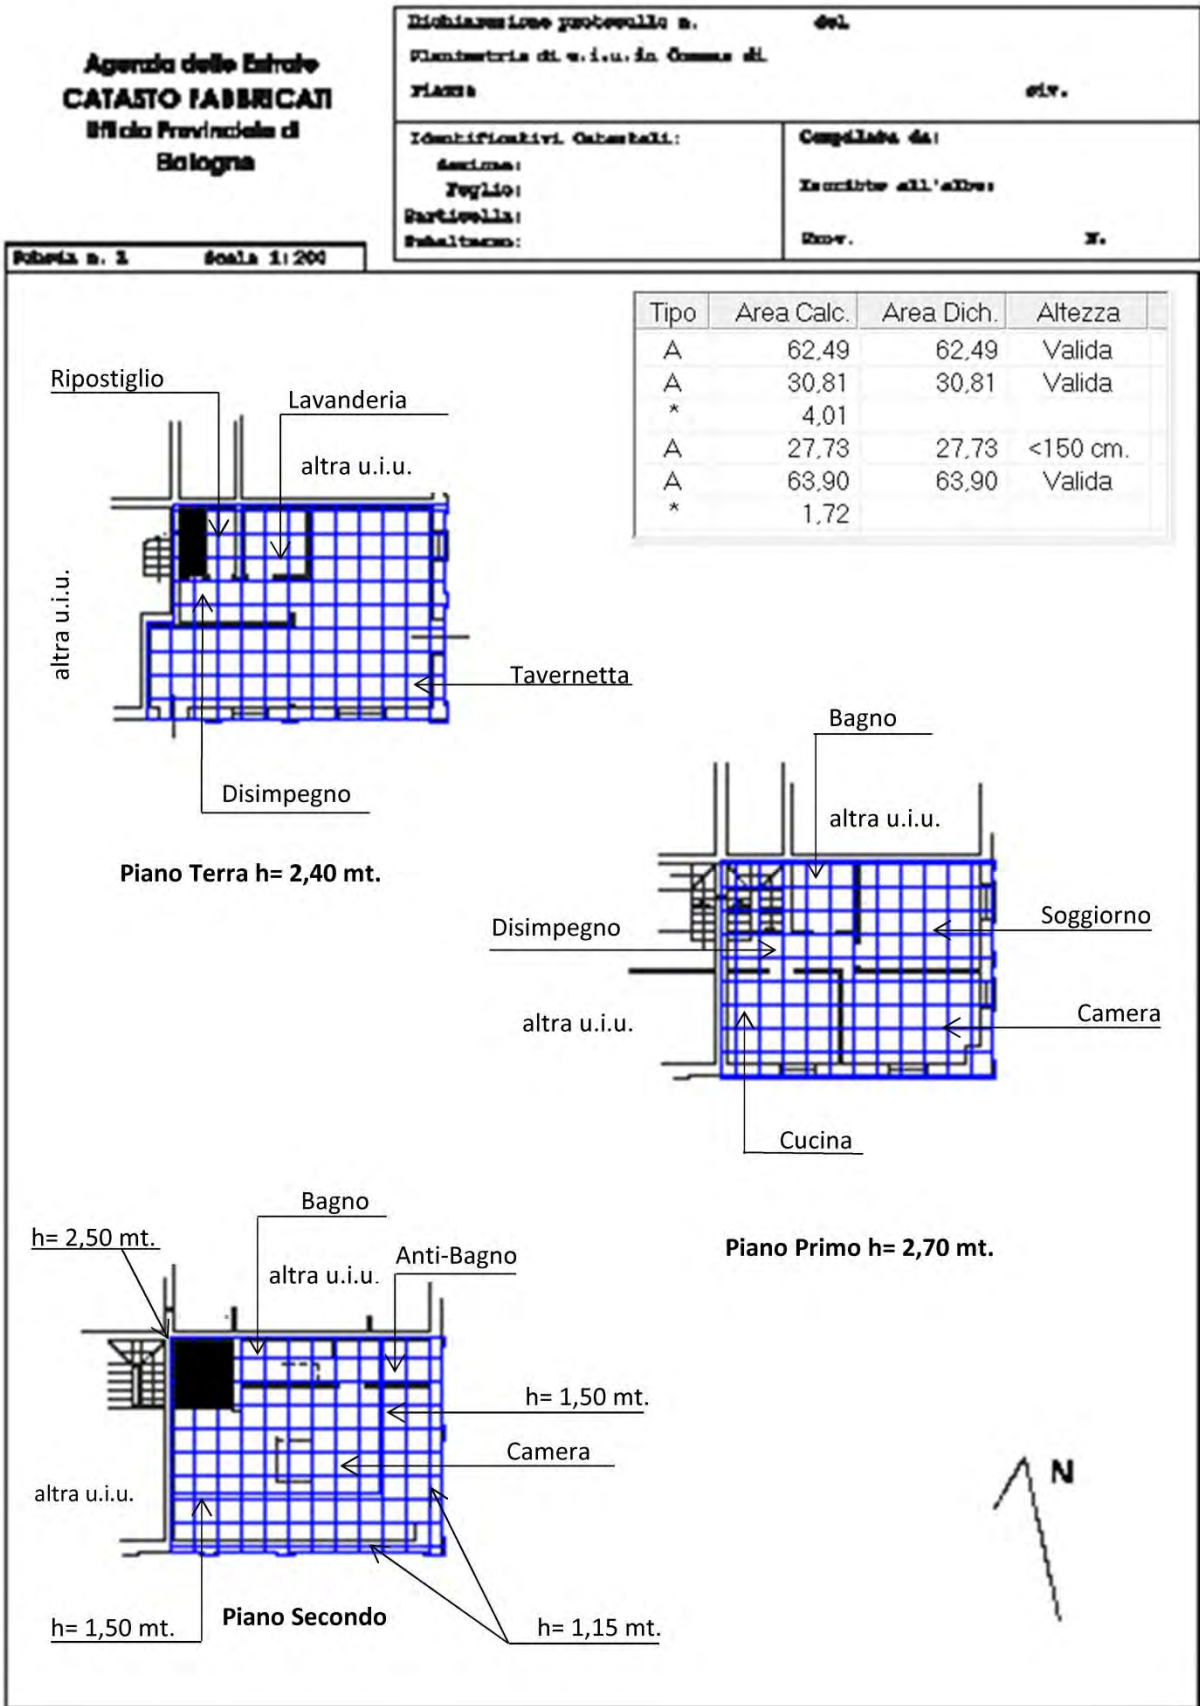 Agenzia delle Entrate
CATASTO FABBRICATI
Ufficio Provinciale di
Bologna
Dichiarazione protocollo n. del
Planimetria di u.i.u. in Comune di
Piazza civ.
Identificativi Catastali:
Sezione:
Foglio:
Particella:
Subalterno:
Compilata da:
Iscritto all'albo:
Prov. N.
Scheda n. 1 Scala 1:200
Tipo Area Calc. Area Dich. Altezza
A 62,49 62,49 Valida
A 30,81 30,81 Valida
* 4,01
A 27,73 27,73 <150 cm.
A 63,90 63,90 Valida
* 1,72
Ripostiglio
Lavanderia
altra u.i.u.
altra u.i.u.
Tavernetta
Disimpegno
Piano Terra h= 2,40 mt.
Bagno
altra u.i.u.
Disimpegno
Soggiorno
altra u.i.u.
Camera
Cucina
Piano Primo h= 2,70 mt.
Bagno
h= 2,50 mt.
Anti-Bagno
altra u.i.u.
h= 1,50 mt.
Camera
altra u.i.u.
N
Piano Secondo
h= 1,50 mt.
h= 1,15 mt.